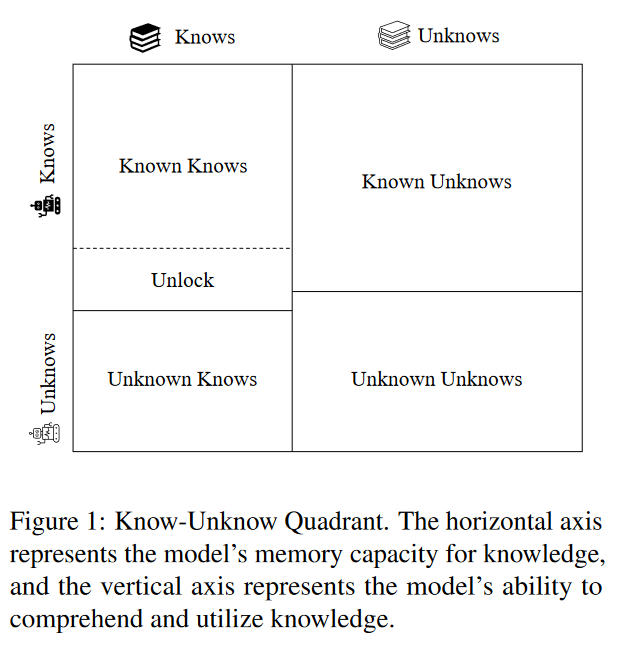 Knows
Unknows
Knows
Known Knows
Known Unknows
Unlock
Unknows
Unknown Knows
Unknown Unknows
Figure 1: Know-Unknow Quadrant. The horizontal axis
represents the model's memory capacity for knowledge,
and the vertical axis represents the model's ability to
comprehend and utilize knowledge.